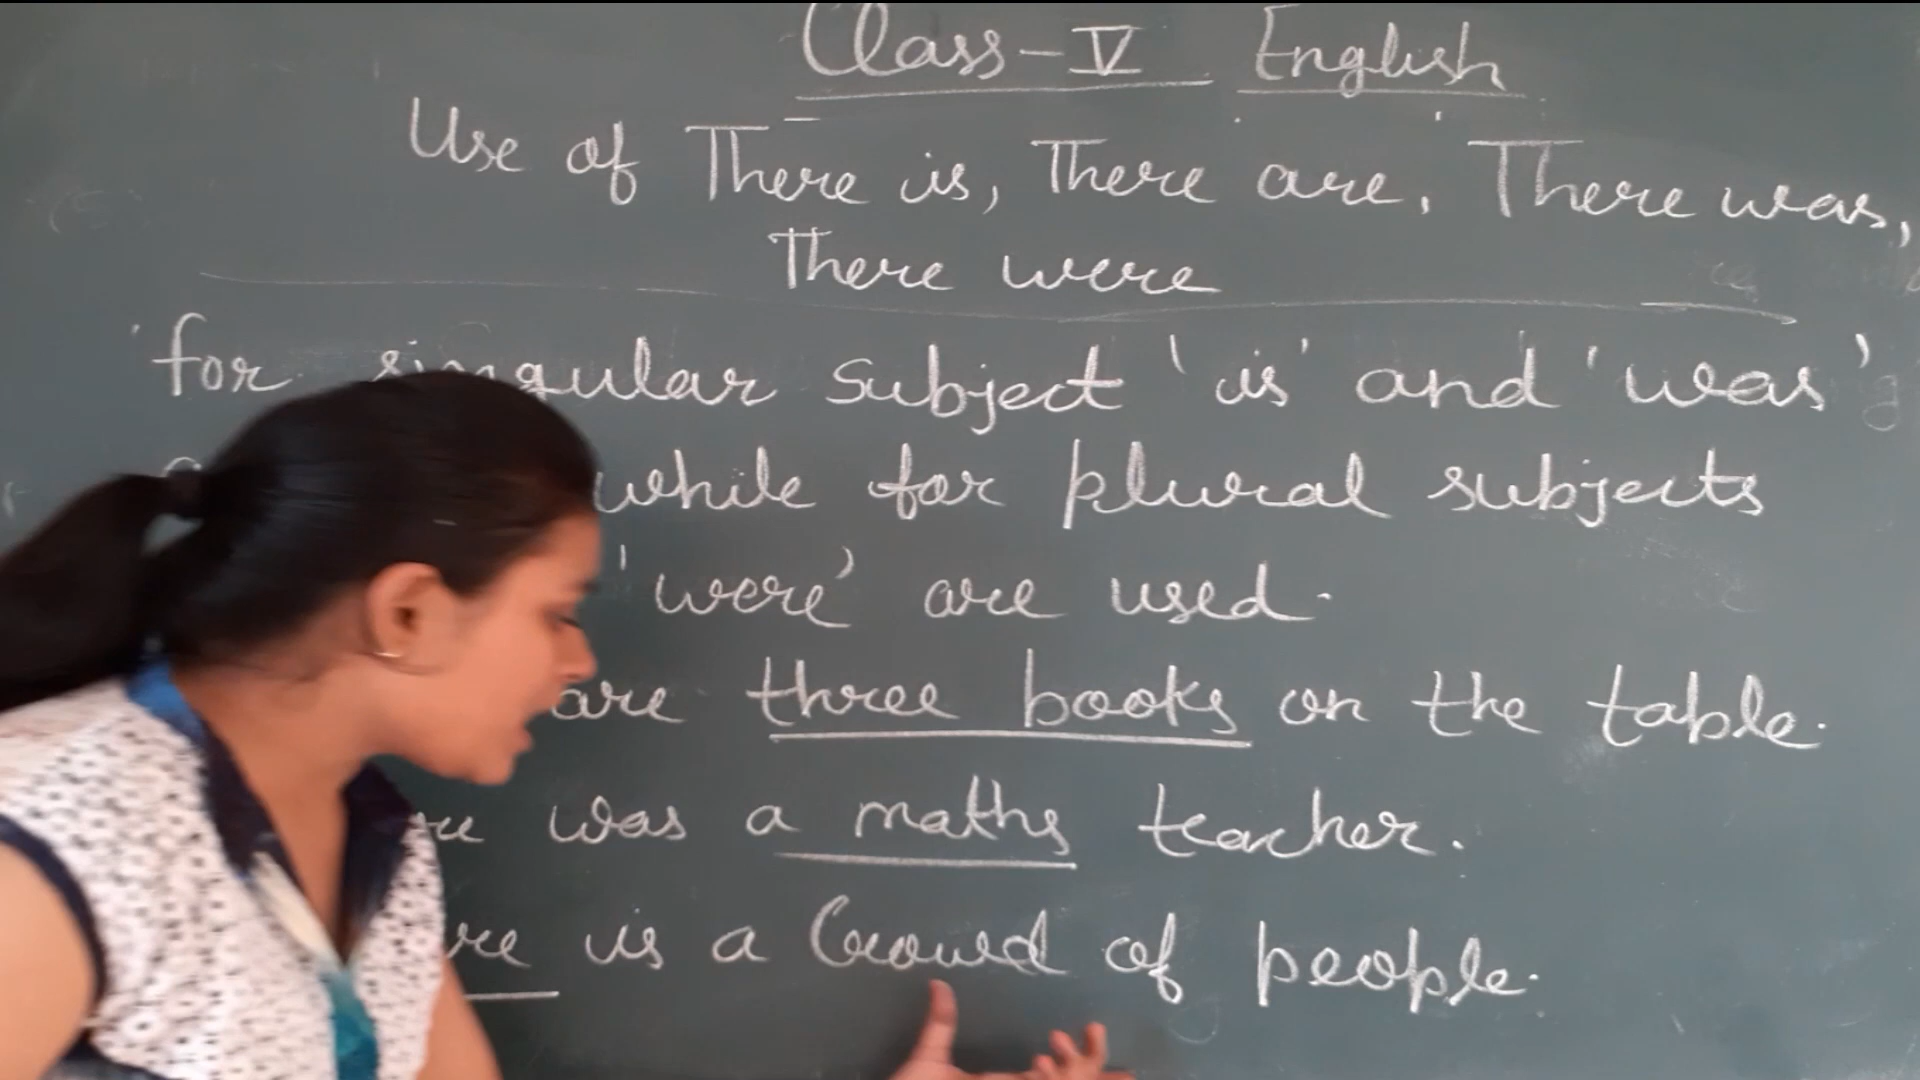 Class-V English
Use of There is, There are, There was,
There were
for singular subject 'is' and 'was'
while for plural subjects
'were' are used.
are three books on the table.
was a maths teacher.
is a Crowd of people.